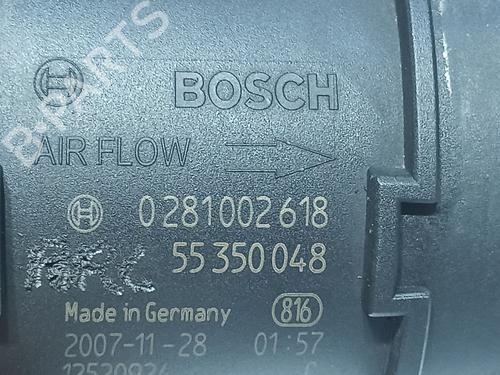 B-PARTS
BOSCH
AIR FLOW
0 281 002 618
55 350 048
Made in Germany 816
2007-11-28 01:57